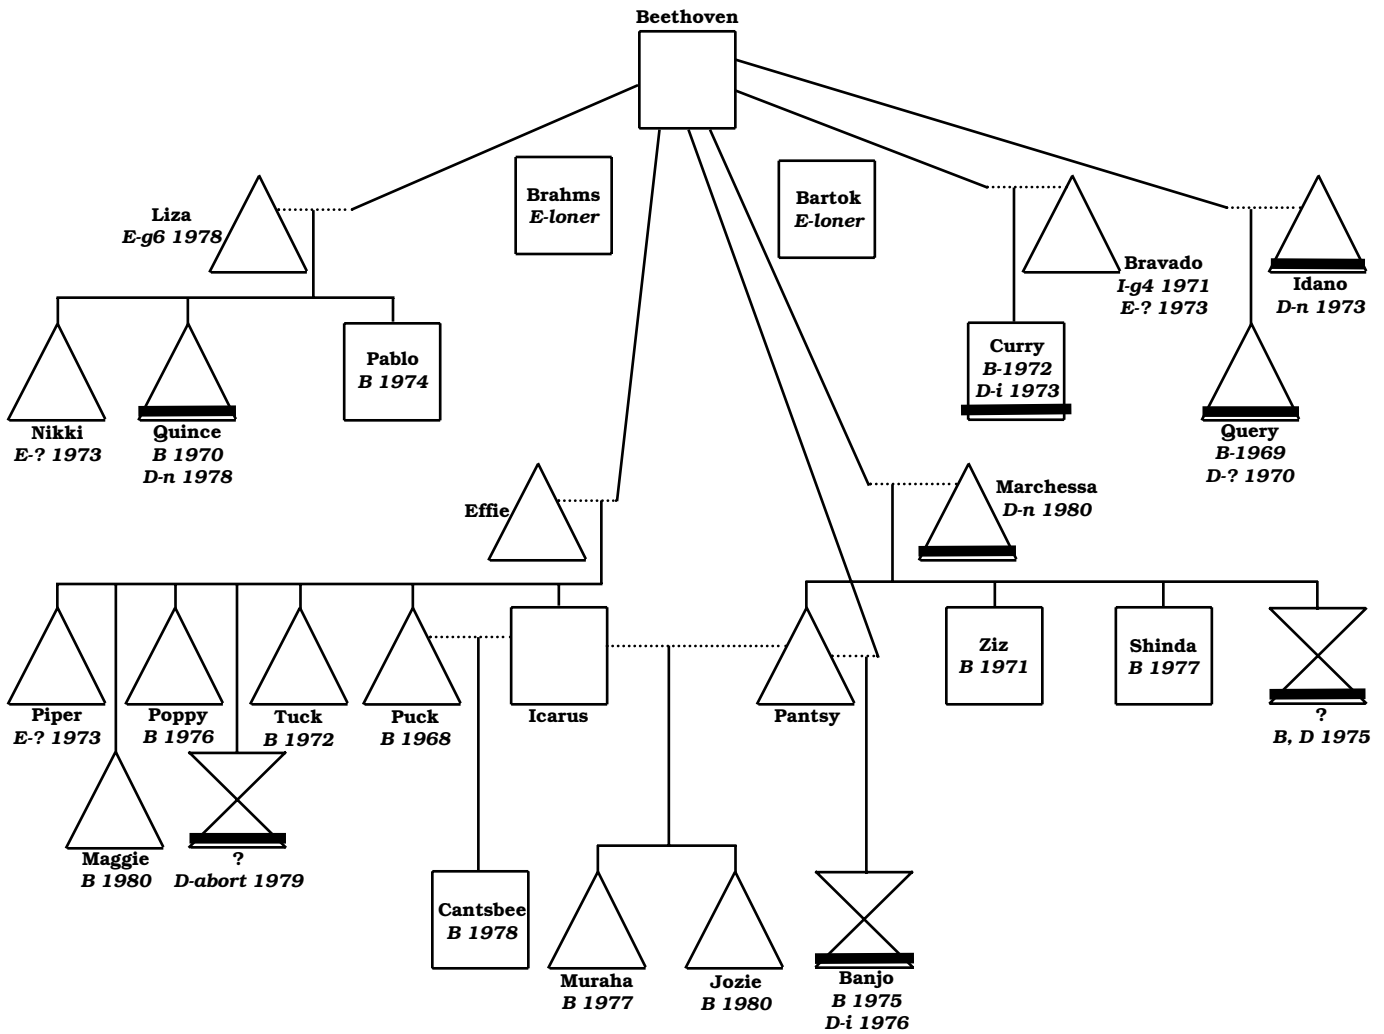 Beethoven
Brahms
E-loner
Bartok
E-loner
Liza
E-g6 1978
Bravado
I-g4 1971
E-? 1973
Idano
D-n 1973
Nikki
E-? 1973
Quince
B 1970
D-n 1978
Pablo
B 1974
Curry
B-1972
D-i 1973
Query
B-1969
D-? 1970
Effie
Marchessa
D-n 1980
Piper
E-? 1973
Poppy
B 1976
Tuck
B 1972
Puck
B 1968
Icarus
Pantsy
Ziz
B 1971
Shinda
B 1977
?
B, D 1975
Maggie
B 1980
?
D-abort 1979
Cantsbee
B 1978
Muraha
B 1977
Jozie
B 1980
Banjo
B 1975
D-i 1976